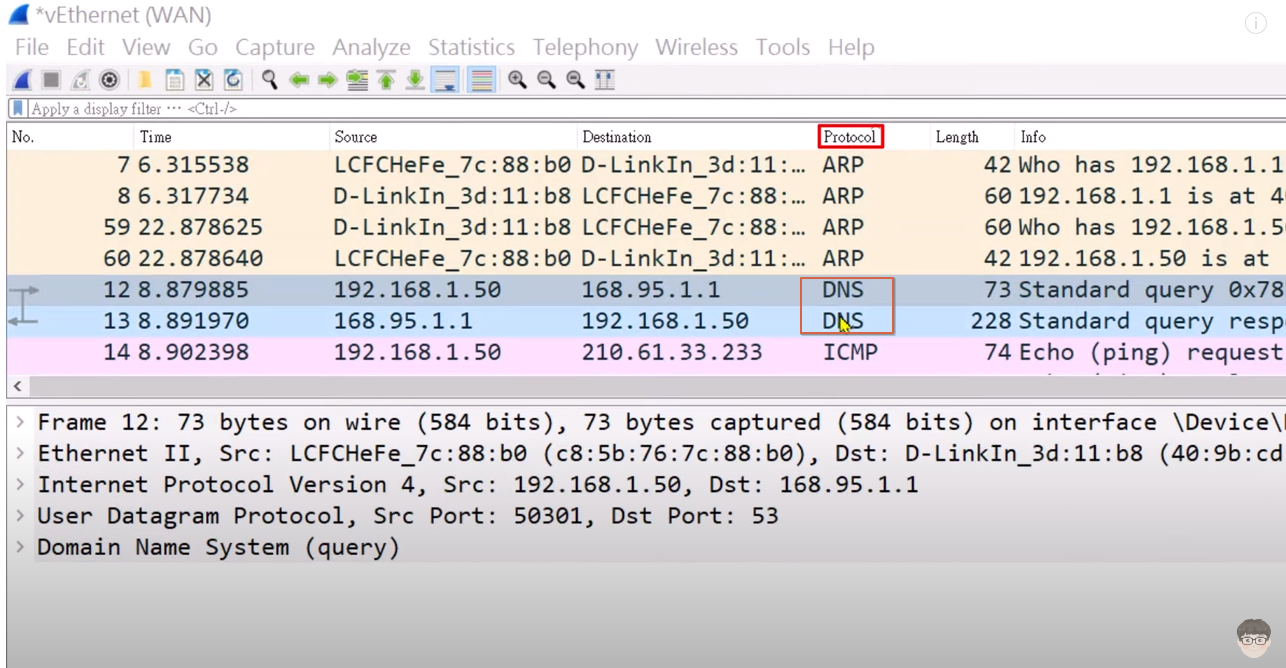 *vEthernet (WAN)
File Edit View Go Capture Analyze Statistics Telephony Wireless Tools Help
Apply a display filter ··· <Ctrl-/>
No. Time Source Destination Protocol Length Info
7 6.315538 LCFCHeFe_7c:88:b0 D-LinkIn_3d:11:… ARP 42 Who has 192.168.1.1
8 6.317734 D-LinkIn_3d:11:b8 LCFCHeFe_7c:88:… ARP 60 192.168.1.1 is at 4
59 22.878625 D-LinkIn_3d:11:b8 LCFCHeFe_7c:88:… ARP 60 Who has 192.168.1.5
60 22.878640 LCFCHeFe_7c:88:b0 D-LinkIn_3d:11:… ARP 42 192.168.1.50 is at
12 8.879885 192.168.1.50 168.95.1.1 DNS 73 Standard query 0x78
13 8.891970 168.95.1.1 192.168.1.50 DNS 228 Standard query resp
14 8.902398 192.168.1.50 210.61.33.233 ICMP 74 Echo (ping) request
Frame 12: 73 bytes on wire (584 bits), 73 bytes captured (584 bits) on interface \Device\
Ethernet II, Src: LCFCHeFe_7c:88:b0 (c8:5b:76:7c:88:b0), Dst: D-LinkIn_3d:11:b8 (40:9b:cd
Internet Protocol Version 4, Src: 192.168.1.50, Dst: 168.95.1.1
User Datagram Protocol, Src Port: 50301, Dst Port: 53
Domain Name System (query)